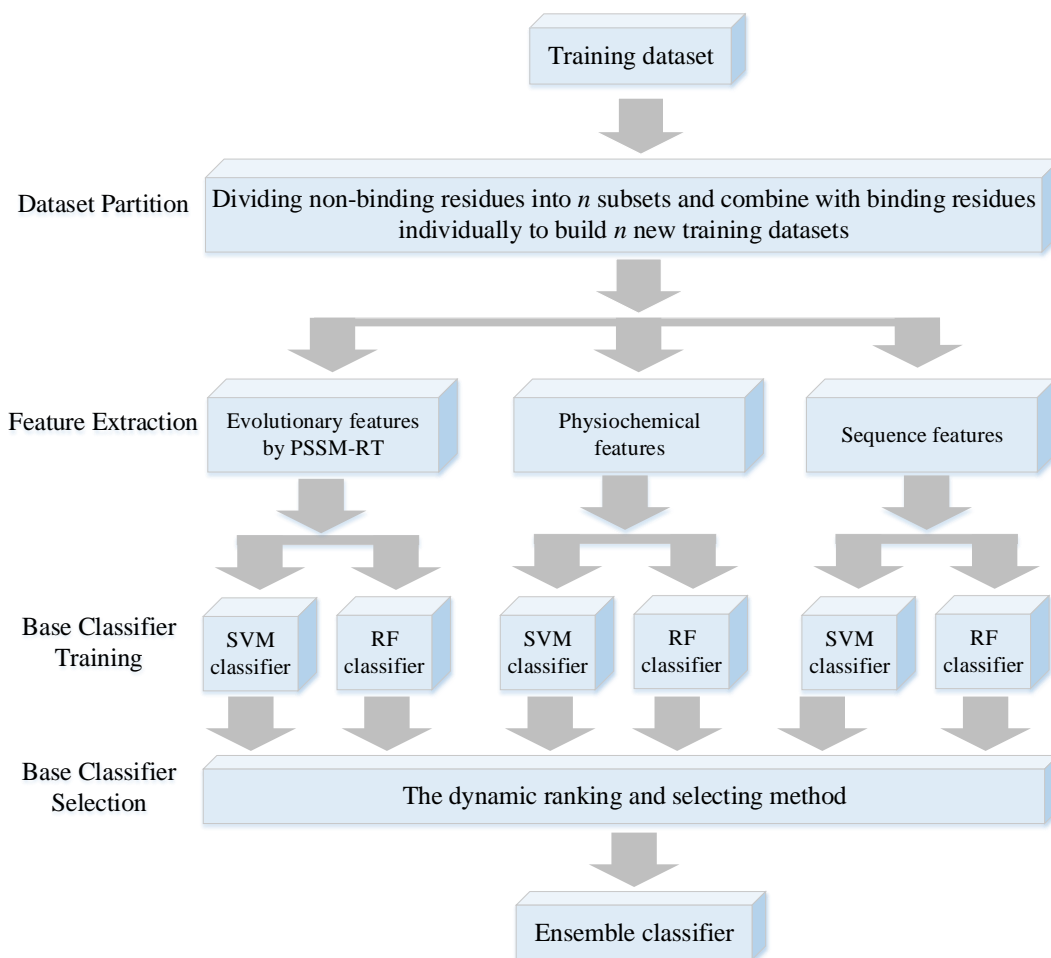 Training dataset
Dataset Partition
Dividing non-binding residues into n subsets and combine with binding residues
individually to build n new training datasets
Feature Extraction
Evolutionary features
by PSSM-RT
Physiochemical
features
Sequence features
Base Classifier
Training
SVM
classifier
RF
classifier
SVM
classifier
RF
classifier
SVM
classifier
RF
classifier
Base Classifier
Selection
The dynamic ranking and selecting method
Ensemble classifier